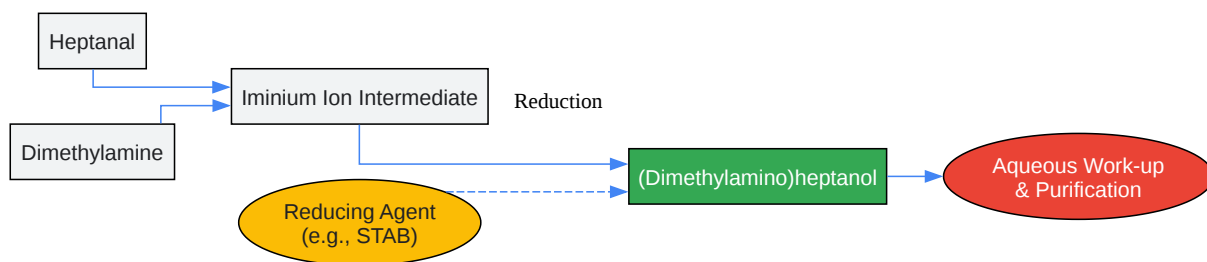 Heptanal
Dimethylamine
Iminium Ion Intermediate
Reduction
Reducing Agent
(e.g., STAB)
(Dimethylamino)heptanol
Aqueous Work-up
& Purification